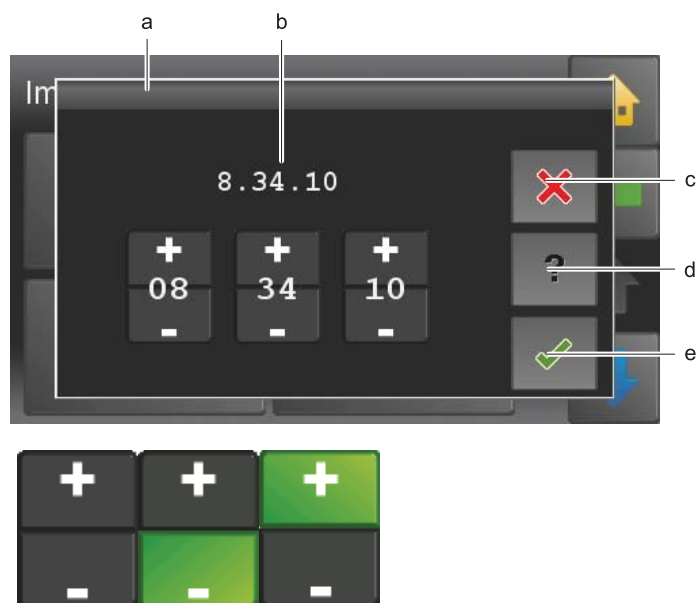 a b
Im
8.34.10
c
+ + +
?
d
08 34 10
- - -
e
+ + +
- - -